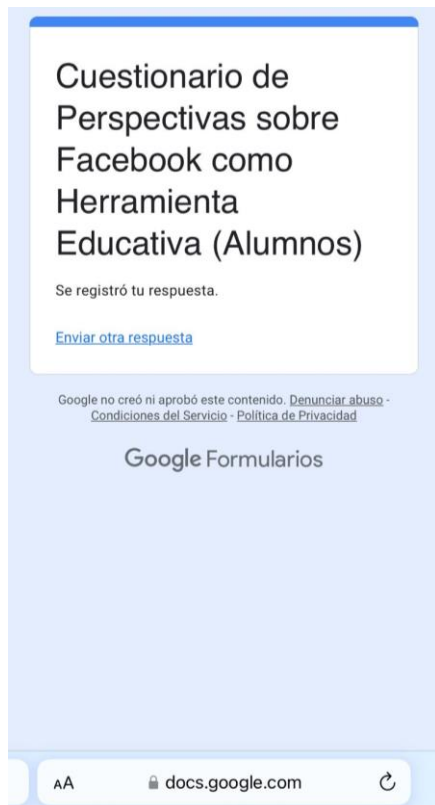 Cuestionario de
Perspectivas sobre
Facebook como
Herramienta
Educativa (Alumnos)
Se registró tu respuesta.
Enviar otra respuesta
Google no creó ni aprobó este contenido. Denunciar abuso -
Condiciones del Servicio - Política de Privacidad
Google Formularios
AA docs.google.com